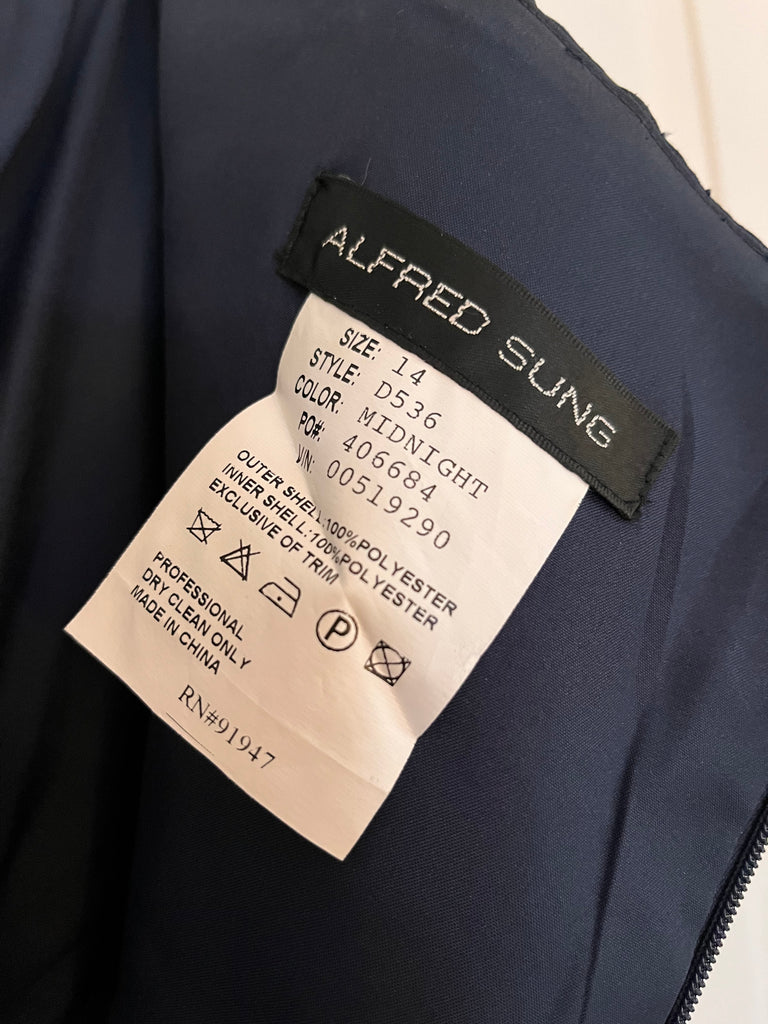 ALFRED SUNG
SIZE: 14
STYLE: D536
COLOR: MIDNIGHT
PO#: 406684
VIN: 00519290
OUTER SHELL:100%POLYESTER
INNER SHELL:100%POLYESTER
EXCLUSIVE OF TRIM
P
PROFESSIONAL
DRY CLEAN ONLY
MADE IN CHINA
RN#91947